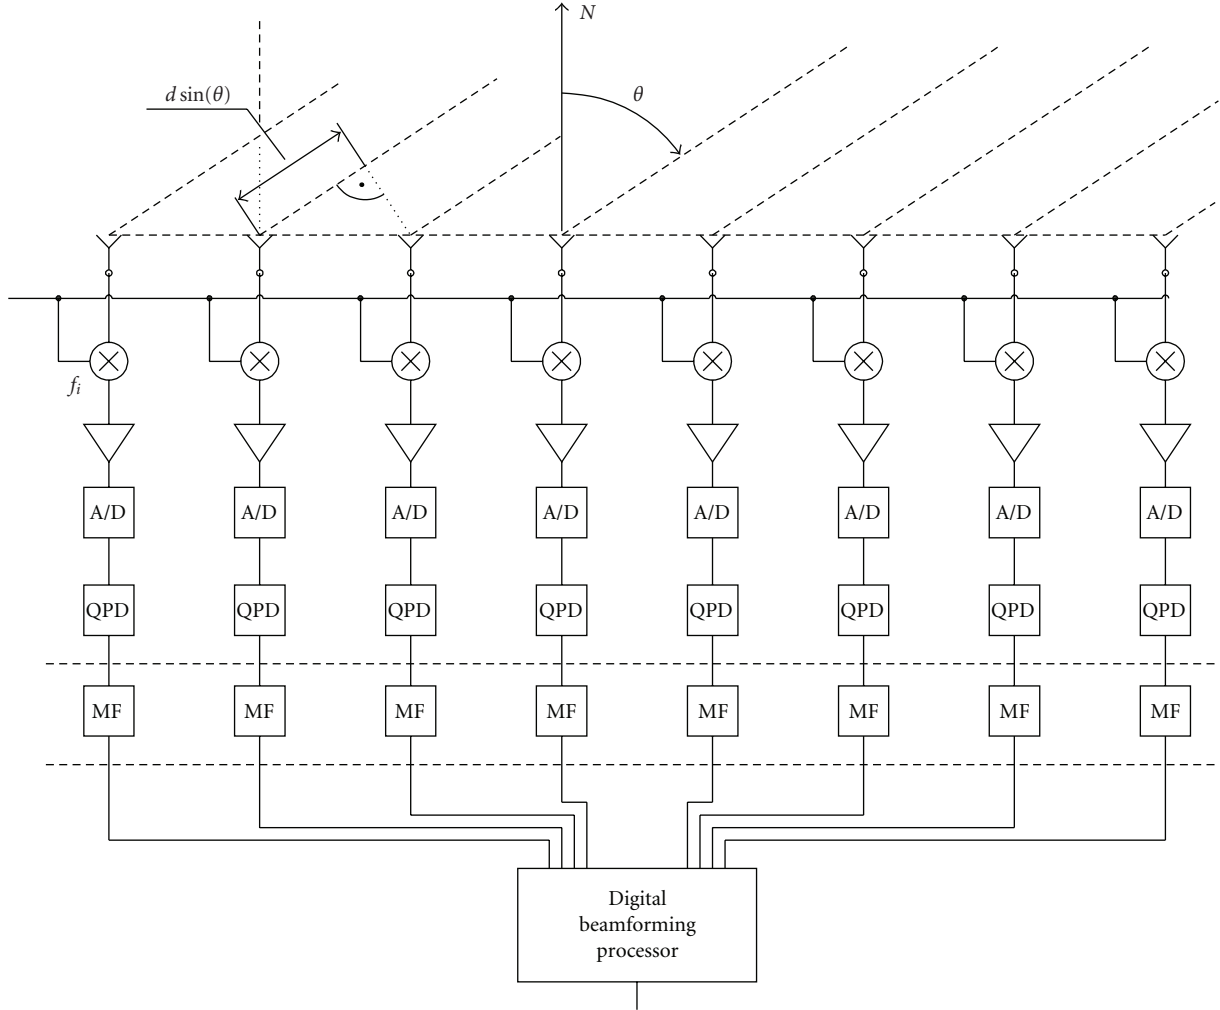 N
d sin(θ)
θ
f_i
A/D A/D A/D A/D A/D A/D A/D A/D
QPD QPD QPD QPD QPD QPD QPD QPD
MF MF MF MF MF MF MF MF
Digital
beamforming
processor